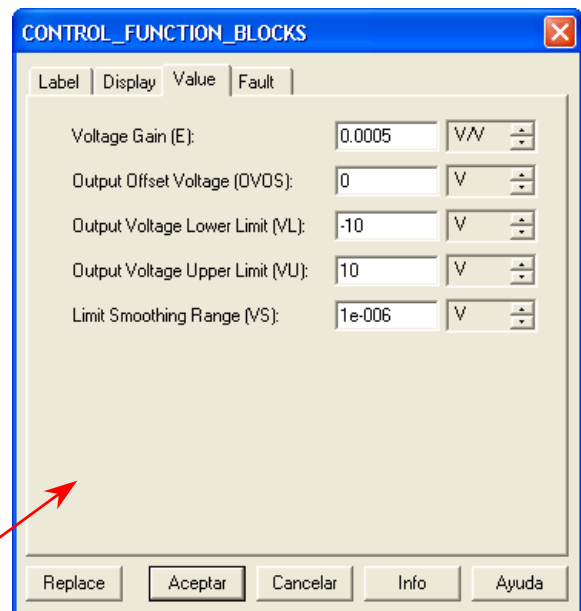 CONTROL_FUNCTION_BLOCKS
Label Display Value Fault
Voltage Gain (E): 0.0005 V/V
Output Offset Voltage (OVOS): 0 V
Output Voltage Lower Limit (VL): -10 V
Output Voltage Upper Limit (VU): 10 V
Limit Smoothing Range (VS): 1e-006 V
Replace Aceptar Cancelar Info Ayuda